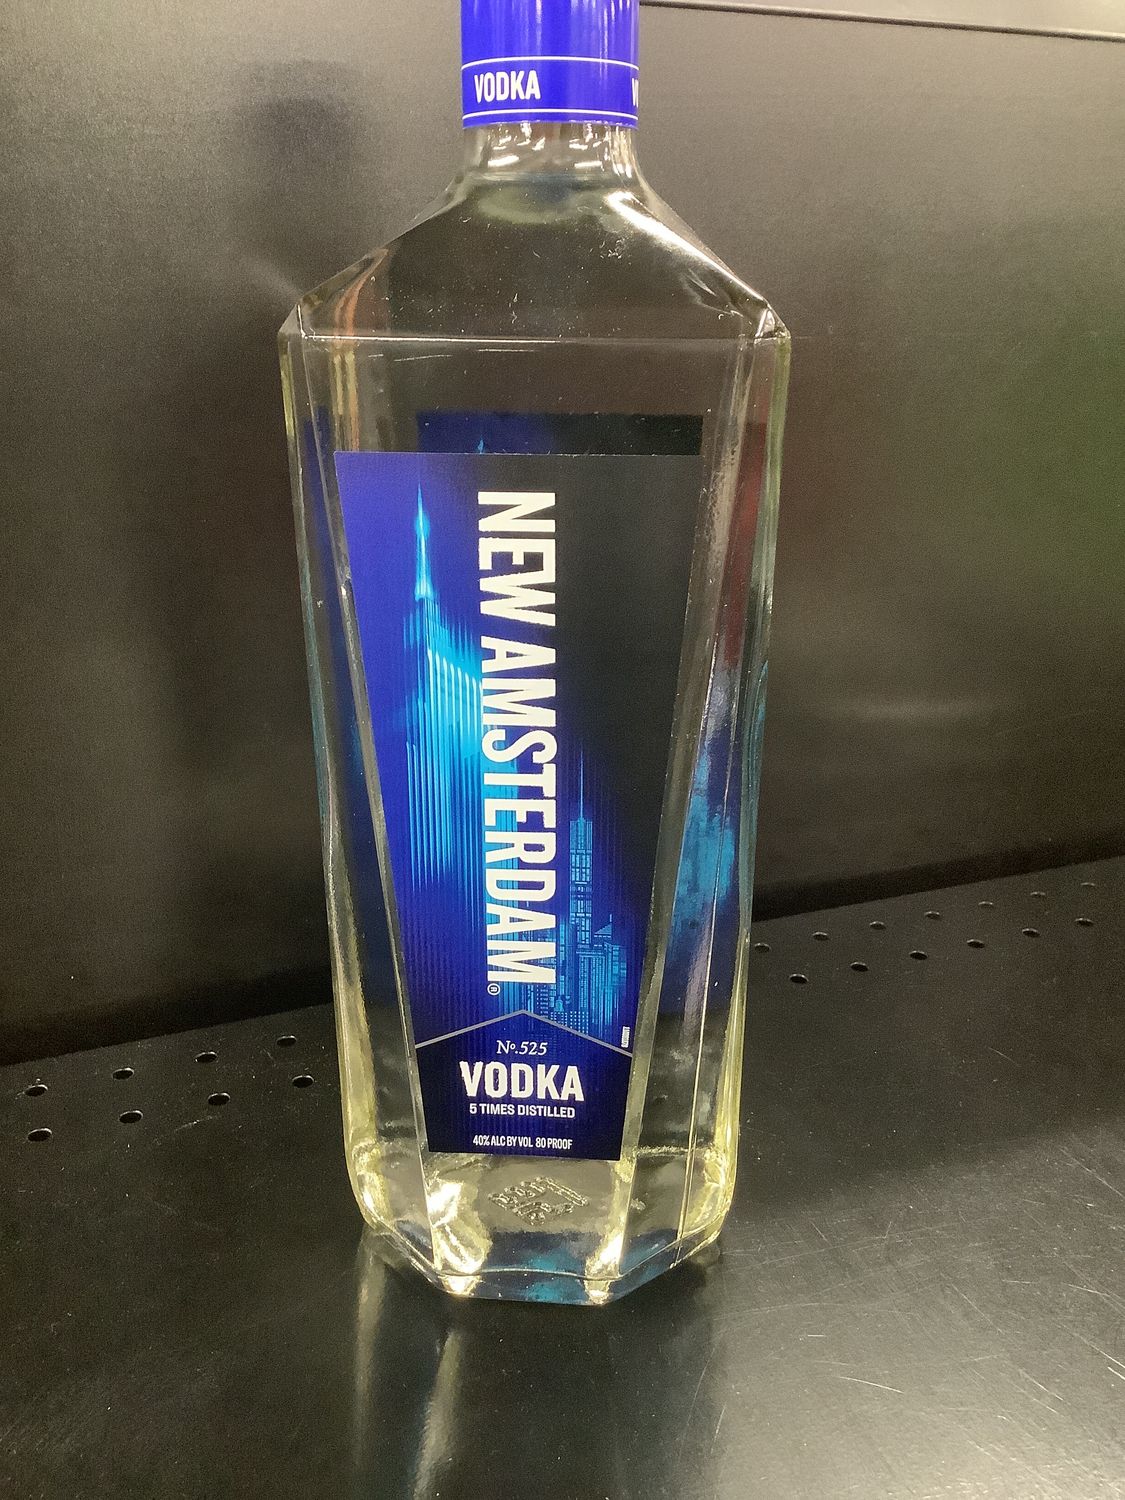 VODKA
NEW AMSTERDAM®
Nº.525
VODKA
5 TIMES DISTILLED
40% ALC BY VOL 80 PROOF